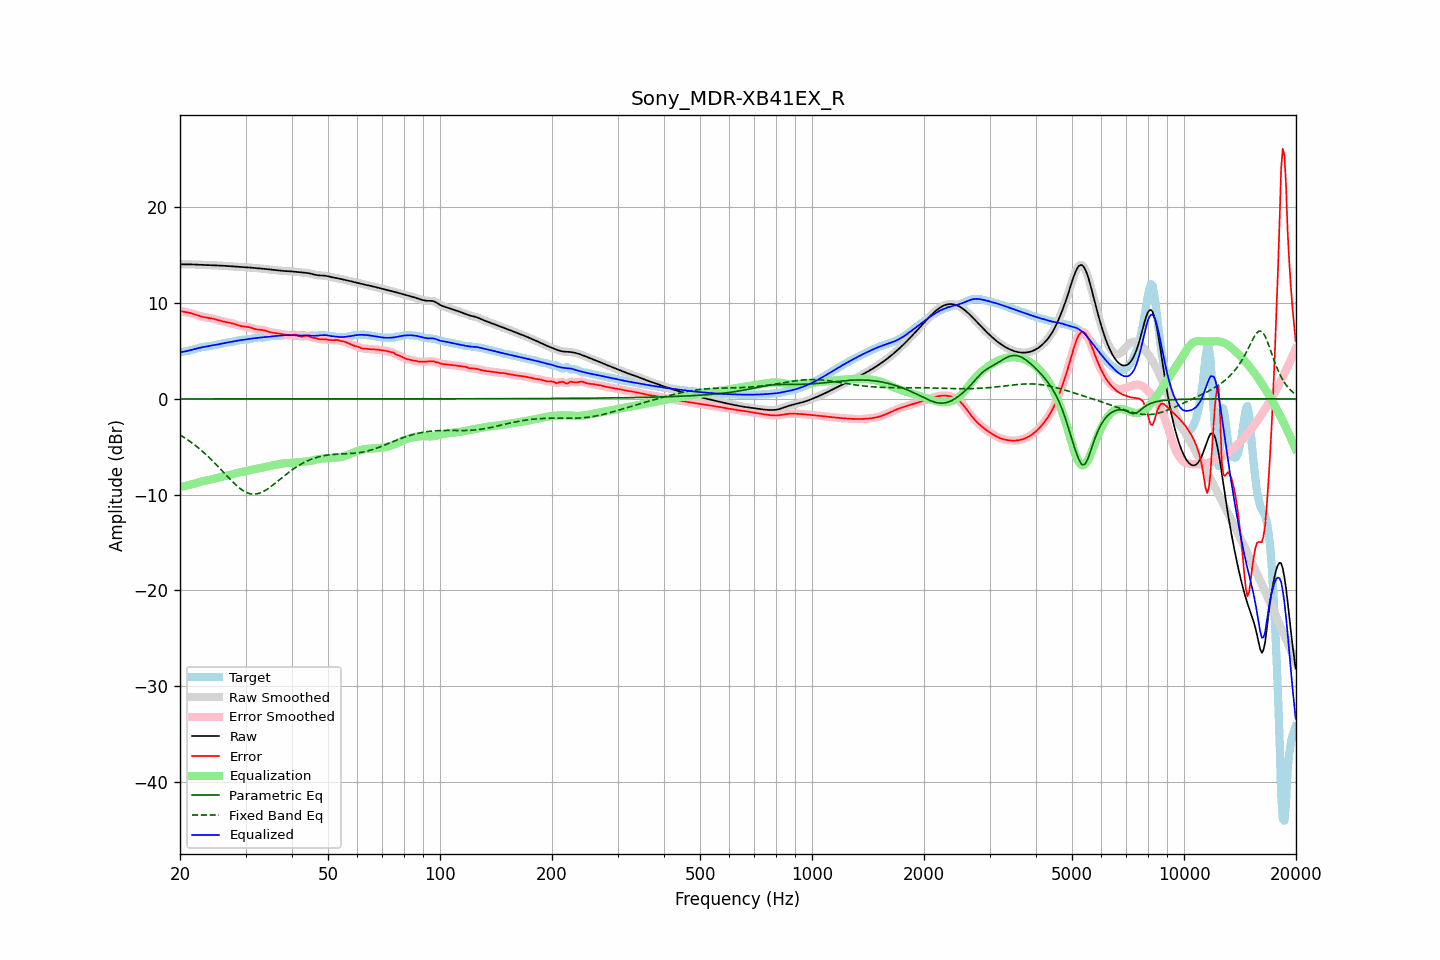 Sony_MDR-XB41EX_R
Amplitude (dBr)
20
10
0
−10
−20
−30
−40
Target
Raw Smoothed
Error Smoothed
Raw
Error
Equalization
Parametric Eq
Fixed Band Eq
Equalized
20 50 100 200 500 1000 2000 5000 10000 20000
Frequency (Hz)